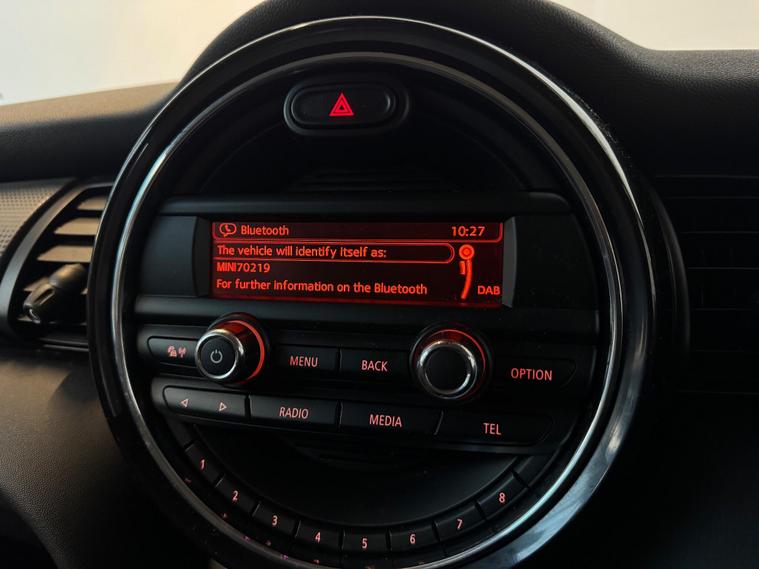 Bluetooth 10:27
The vehicle will identify itself as:
MINI70219
For further information on the Bluetooth
DAB
MENU BACK OPTION
RADIO MEDIA TEL
1 2 3 4 5 6 7 8